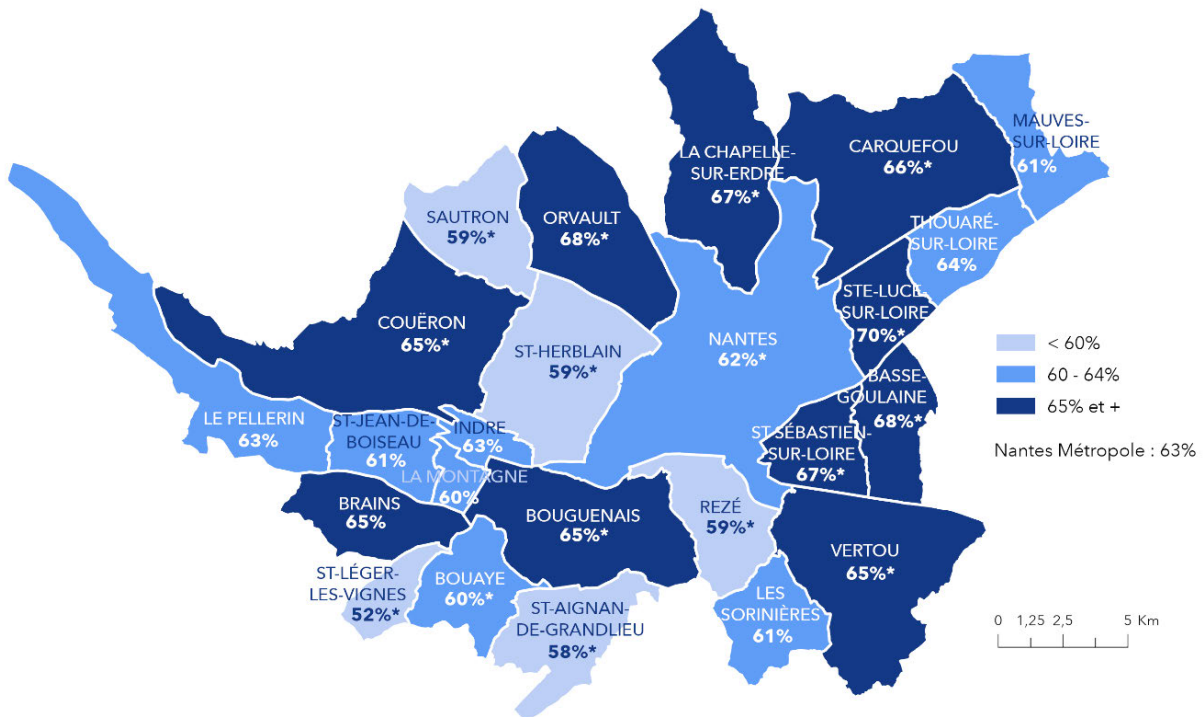 MAUVES-
SUR-LOIRE
61%
LA CHAPELLE-
SUR-ERDRE
67%*
CARQUEFOU
66%*
SAUTRON
59%*
ORVAULT
68%*
THOUARÉ-
SUR-LOIRE
64%
STE-LUCE-
SUR-LOIRE
70%*
COUËRON
65%*
ST-HERBLAIN
59%*
NANTES
62%*
BASSE-
GOULAINE
68%*
LE PELLERIN
63%
ST-JEAN-DE-
BOISEAU
61%
INDRE
63%
ST-SÉBASTIEN-
SUR-LOIRE
67%*
LA MONTAGNE
60%
BRAINS
65%
BOUGUENAIS
65%*
REZÉ
59%*
VERTOU
65%*
ST-LÉGER-
LES-VIGNES
52%*
BOUAYE
60%*
ST-AIGNAN-
DE-GRANDLIEU
58%*
LES
SORINIÈRES
61%
< 60%
60 - 64%
65% et +
Nantes Métropole : 63%
0 1,25 2,5 5 Km